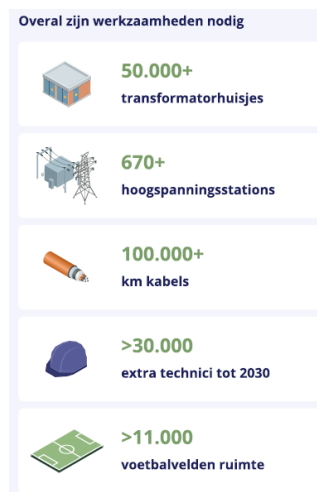 Overal zijn werkzaamheden nodig
50.000+
transformatorhuisjes
670+
hoogspanningsstations
100.000+
km kabels
>30.000
extra technici tot 2030
>11.000
voetbalvelden ruimte